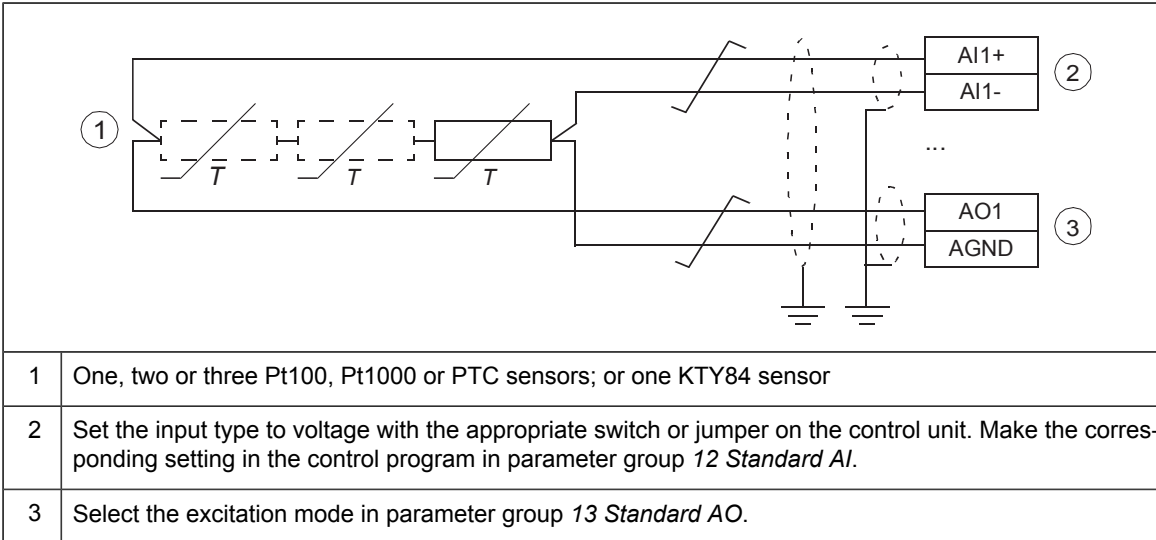 AI1+
2
AI1-
1
...
T T T
AO1
3
AGND
1 One, two or three Pt100, Pt1000 or PTC sensors; or one KTY84 sensor
2 Set the input type to voltage with the appropriate switch or jumper on the control unit. Make the corres-
ponding setting in the control program in parameter group 12 Standard AI.
3 Select the excitation mode in parameter group 13 Standard AO.